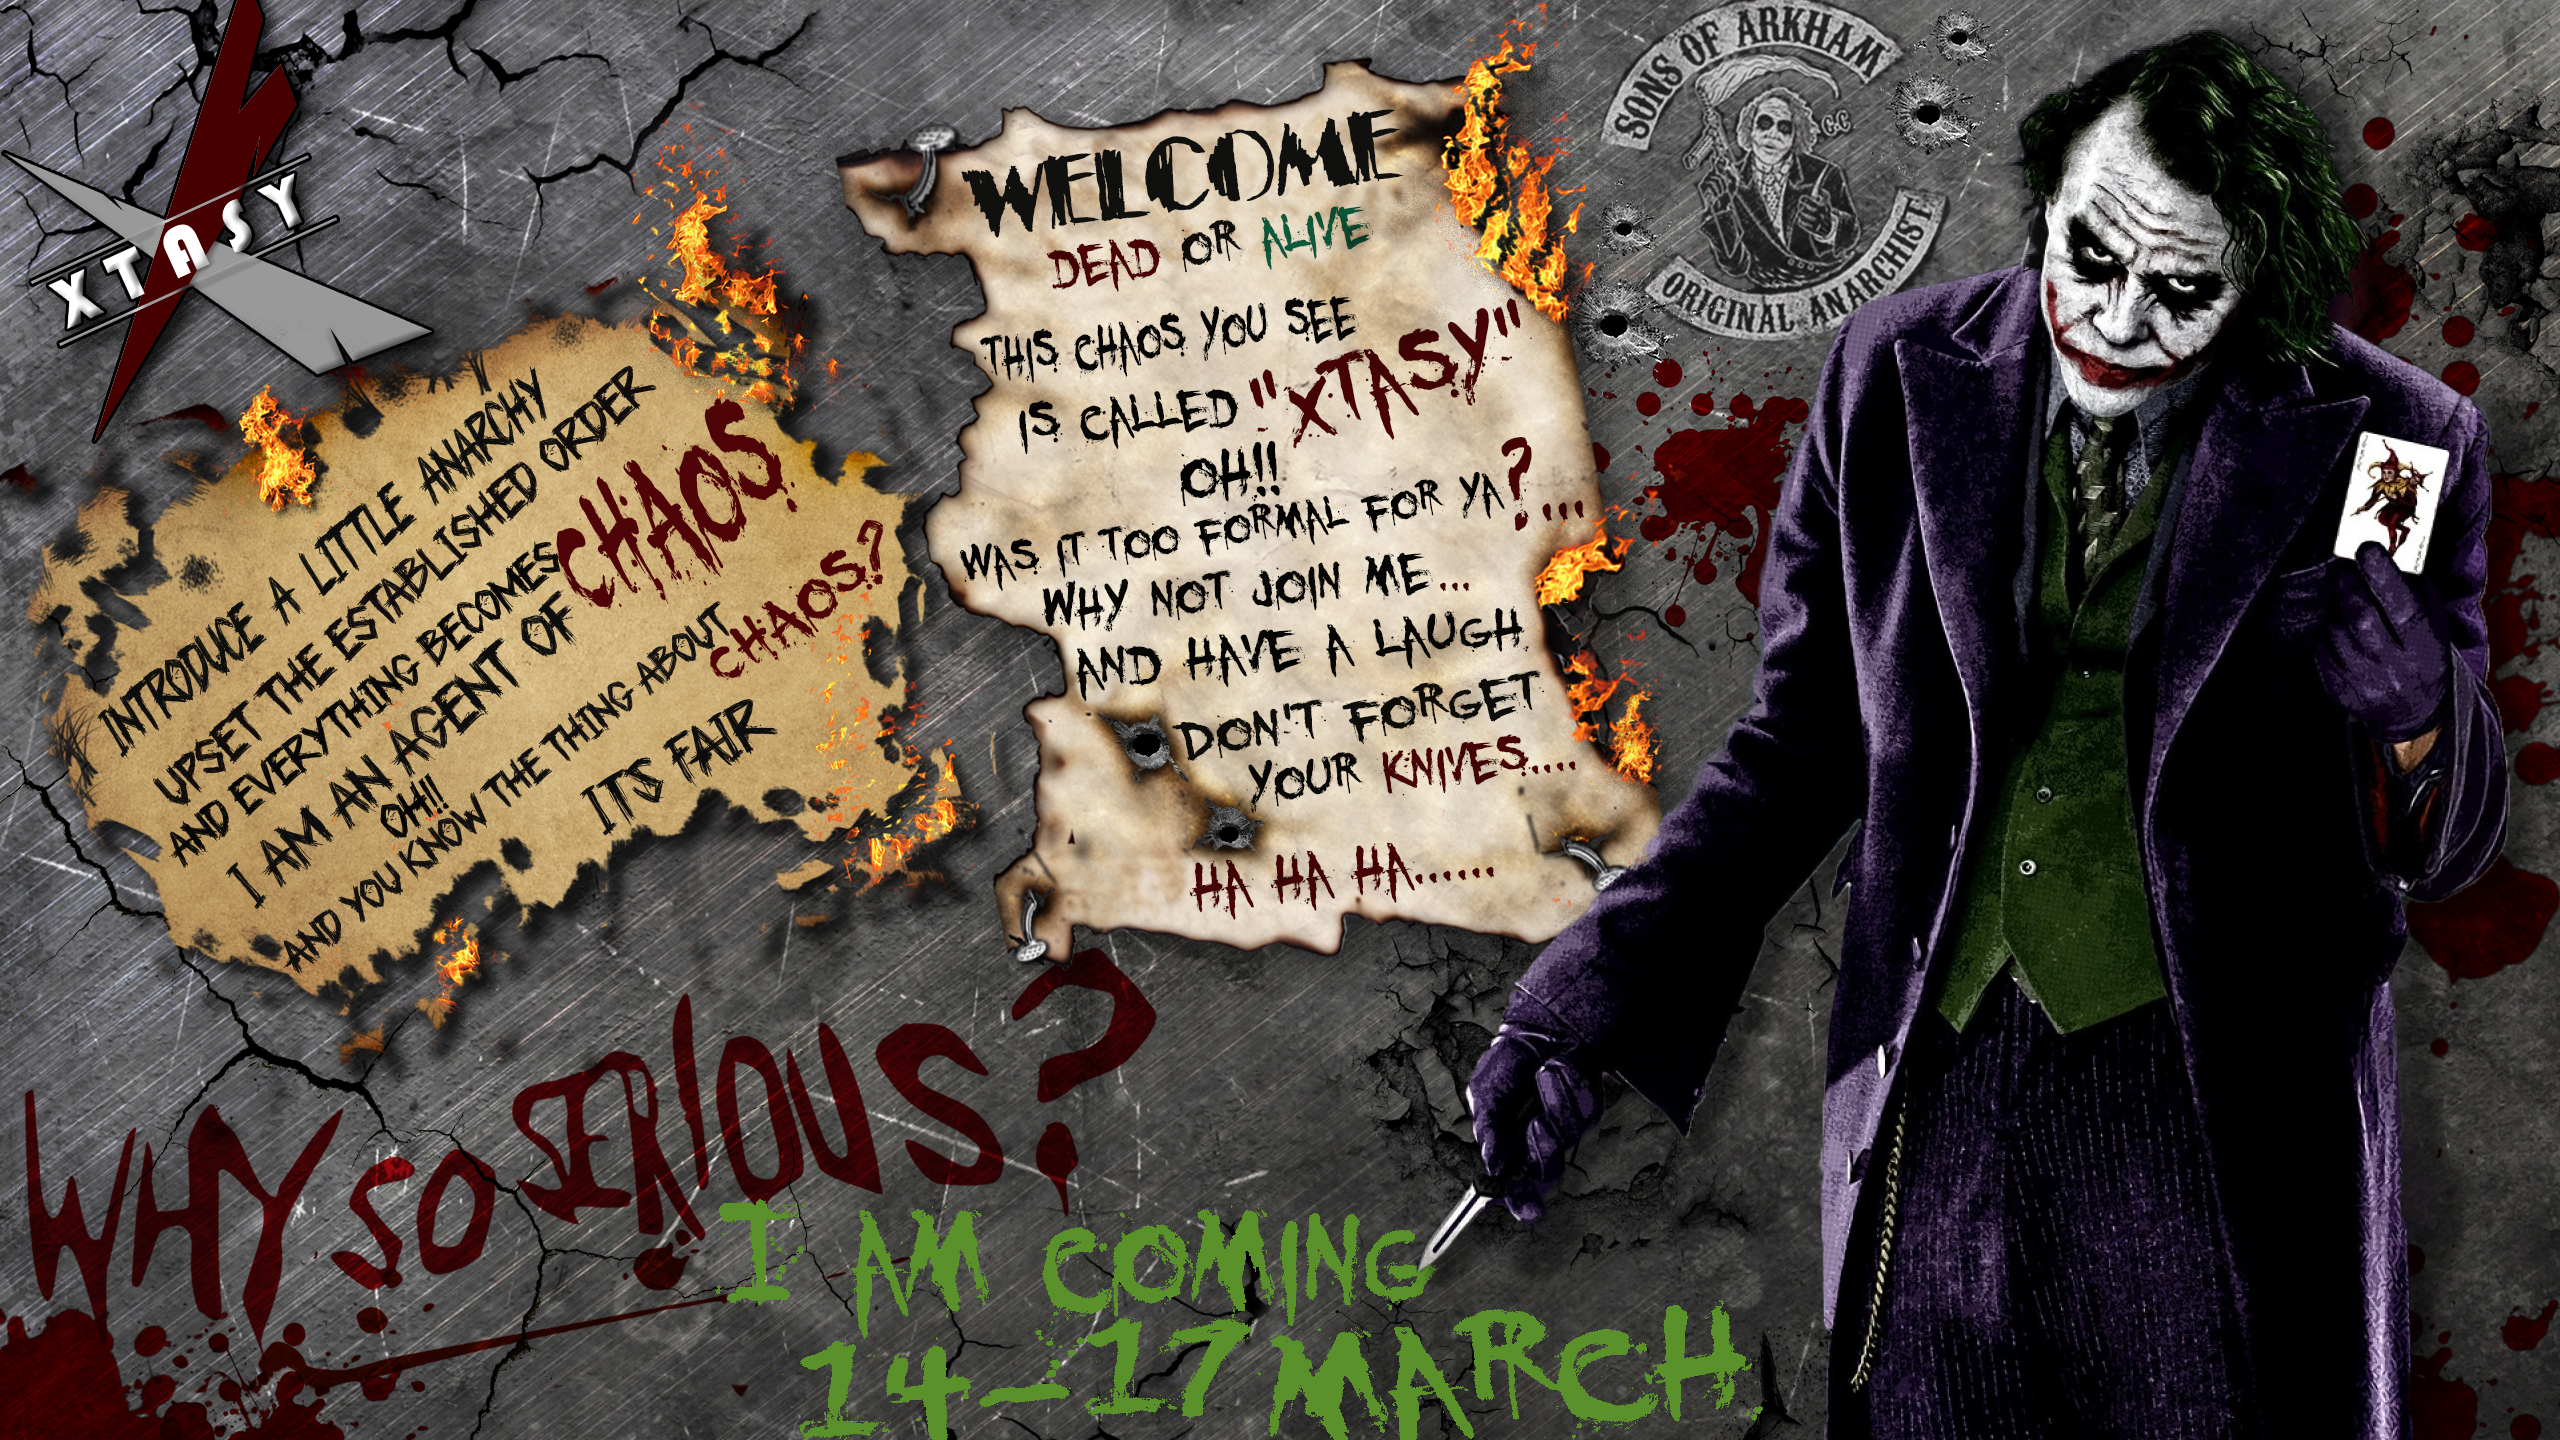 XTASY
INTRODUCE A LITTLE ANARCHY
UPSET THE ESTABLISHED ORDER
AND EVERYTHING BECOMES CHAOS
I AM AN AGENT OF
OH!!
AND YOU KNOW THE THING ABOUT CHAOS?
ITS FAIR
WELCOME
DEAD OR ALIVE
THIS CHAOS YOU SEE
IS CALLED "XTASY"
OH!!
WAS IT TOO FORMAL FOR YA?...
WHY NOT JOIN ME...
AND HAVE A LAUGH
DON'T FORGET
YOUR KNIVES....
HA HA HA......
SONS OF ARKHAM
G.C
ORIGINAL ANARCHIST
WHY SO SERIOUS?
I AM COMING
14-17 MARCH